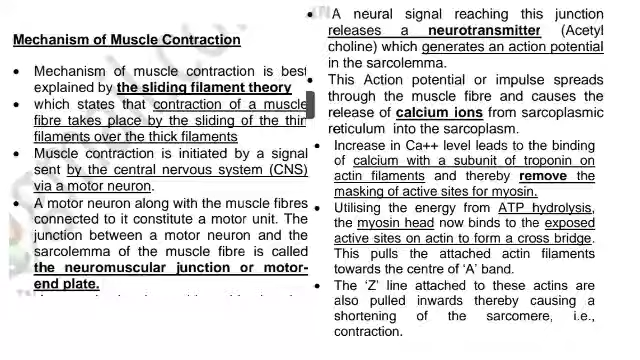 Mechanism of Muscle Contraction
• Mechanism of muscle contraction is best
explained by the sliding filament theory
• which states that contraction of a muscle
fibre takes place by the sliding of the thin
filaments over the thick filaments
• Muscle contraction is initiated by a signal
sent by the central nervous system (CNS)
via a motor neuron.
• A motor neuron along with the muscle fibres
connected to it constitute a motor unit. The
junction between a motor neuron and the
sarcolemma of the muscle fibre is called
the neuromuscular junction or motor-
end plate.
• A neural signal reaching this junction
releases a neurotransmitter (Acetyl
choline) which generates an action potential
in the sarcolemma.
• This Action potential or impulse spreads
through the muscle fibre and causes the
release of calcium ions from sarcoplasmic
reticulum into the sarcoplasm.
• Increase in Ca++ level leads to the binding
of calcium with a subunit of troponin on
actin filaments and thereby remove the
masking of active sites for myosin.
• Utilising the energy from ATP hydrolysis,
the myosin head now binds to the exposed
active sites on actin to form a cross bridge.
This pulls the attached actin filaments
towards the centre of ‘A’ band.
• The ‘Z’ line attached to these actins are
also pulled inwards thereby causing a
shortening of the sarcomere, i.e.,
contraction.